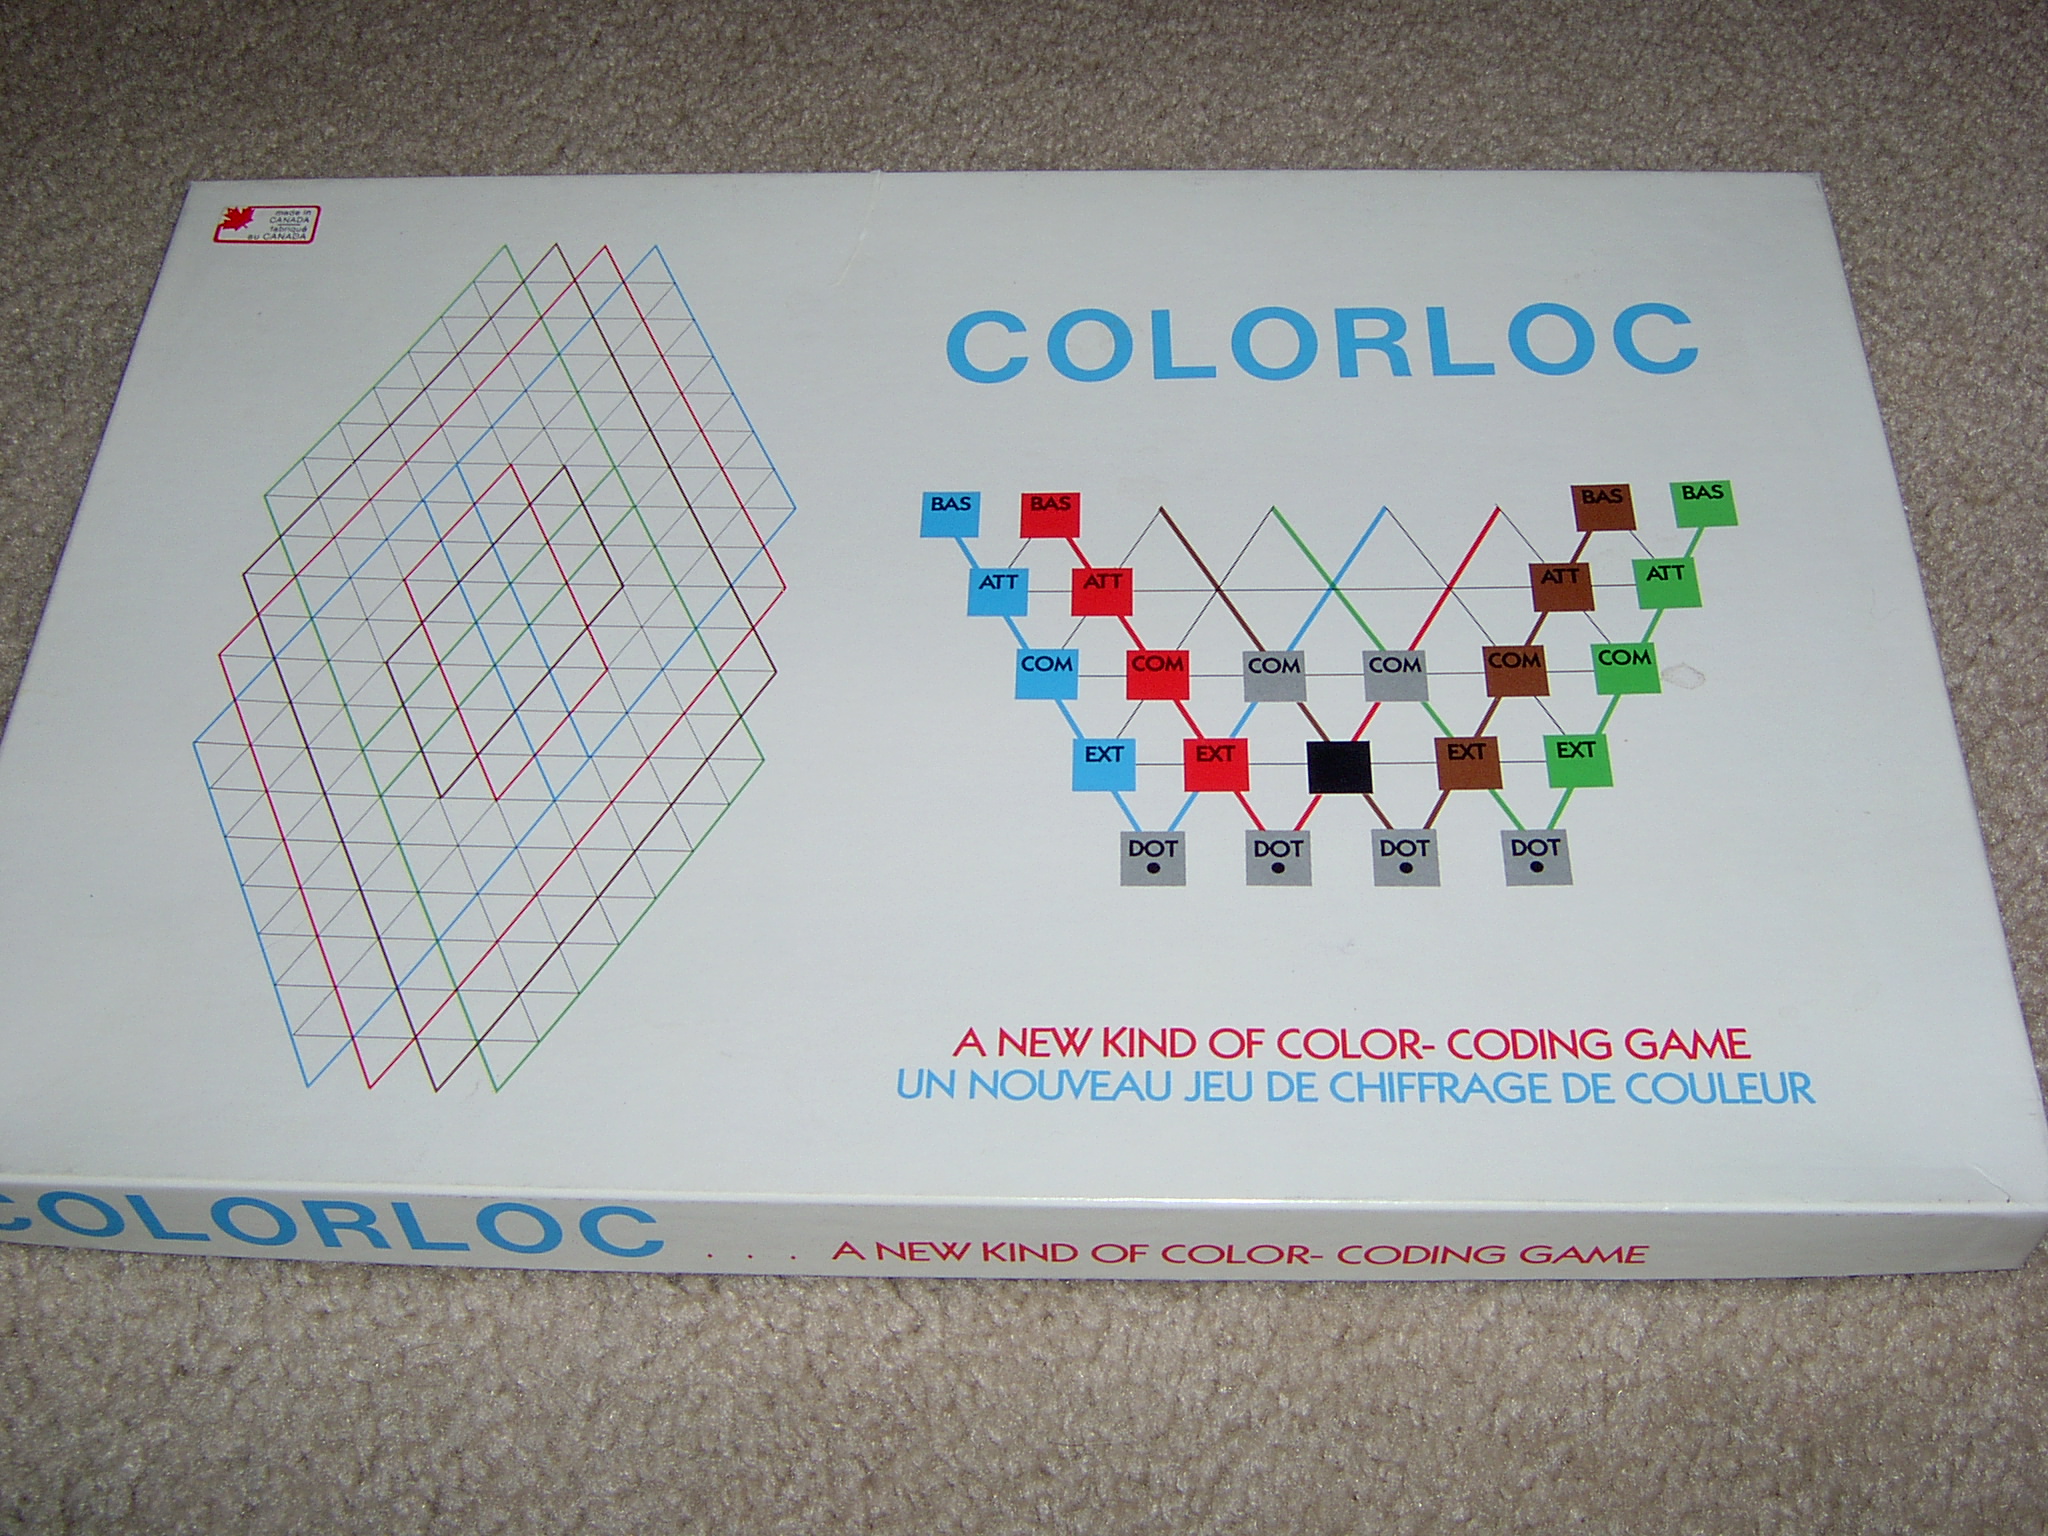 made in
CANADA
fabriqué
au CANADA
COLORLOC
BAS BAS BAS BAS
ATT ATT ATT ATT
COM COM COM COM COM COM
EXT EXT EXT EXT
DOT DOT DOT DOT
A NEW KIND OF COLOR- CODING GAME
UN NOUVEAU JEU DE CHIFFRAGE DE COULEUR
COLORLOC . . . A NEW KIND OF COLOR- CODING GAME